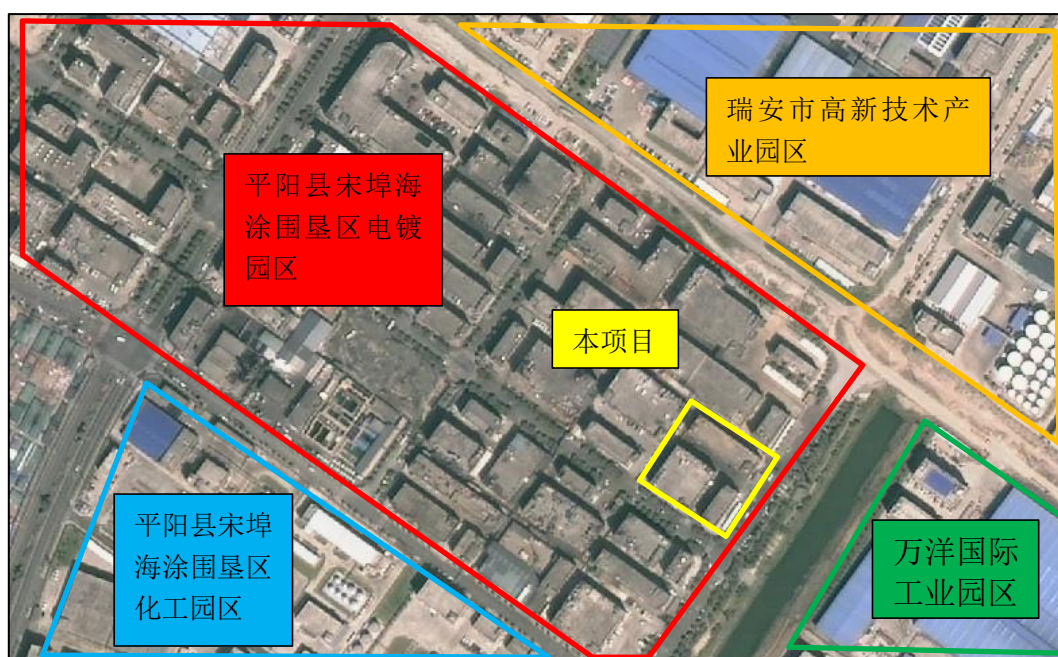 瑞安市高新技术产
业园区
平阳县宋埠海
涂围垦区电镀
园区
本项目
平阳县宋埠
海涂围垦区
化工园区
万洋国际
工业园区